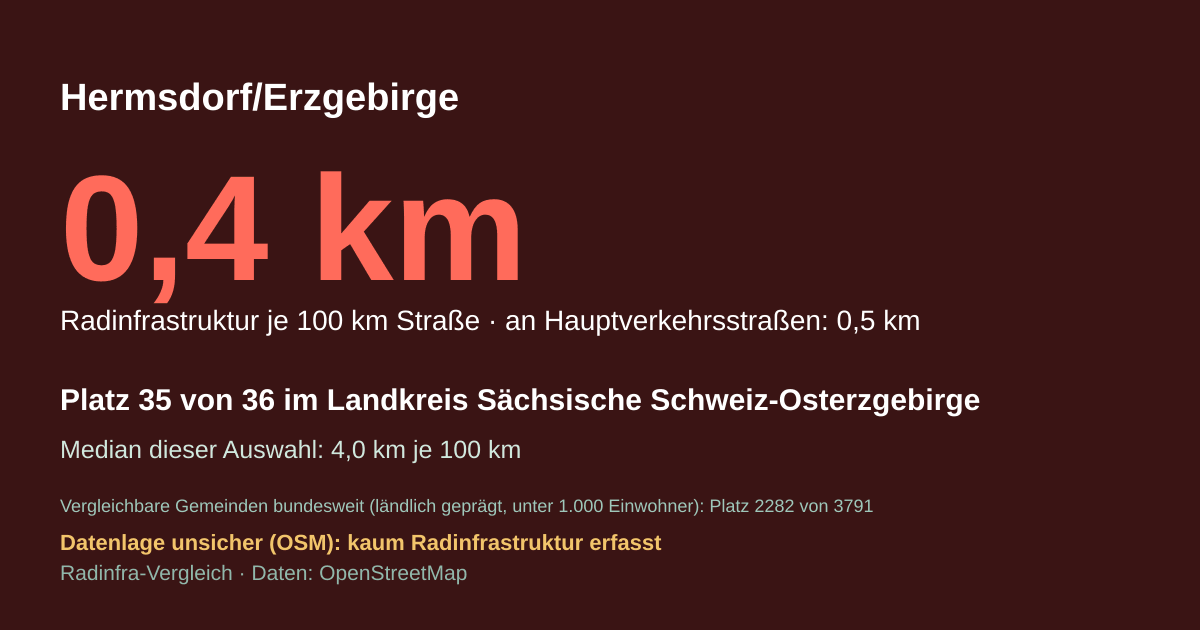 Hermsdorf/Erzgebirge
0,4 km
Radinfrastruktur je 100 km Straße · an Hauptverkehrsstraßen: 0,5 km
Platz 35 von 36 im Landkreis Sächsische Schweiz-Osterzgebirge
Median dieser Auswahl: 4,0 km je 100 km
Vergleichbare Gemeinden bundesweit (ländlich geprägt, unter 1.000 Einwohner): Platz 2282 von 3791
Datenlage unsicher (OSM): kaum Radinfrastruktur erfasst
Radinfra-Vergleich · Daten: OpenStreetMap